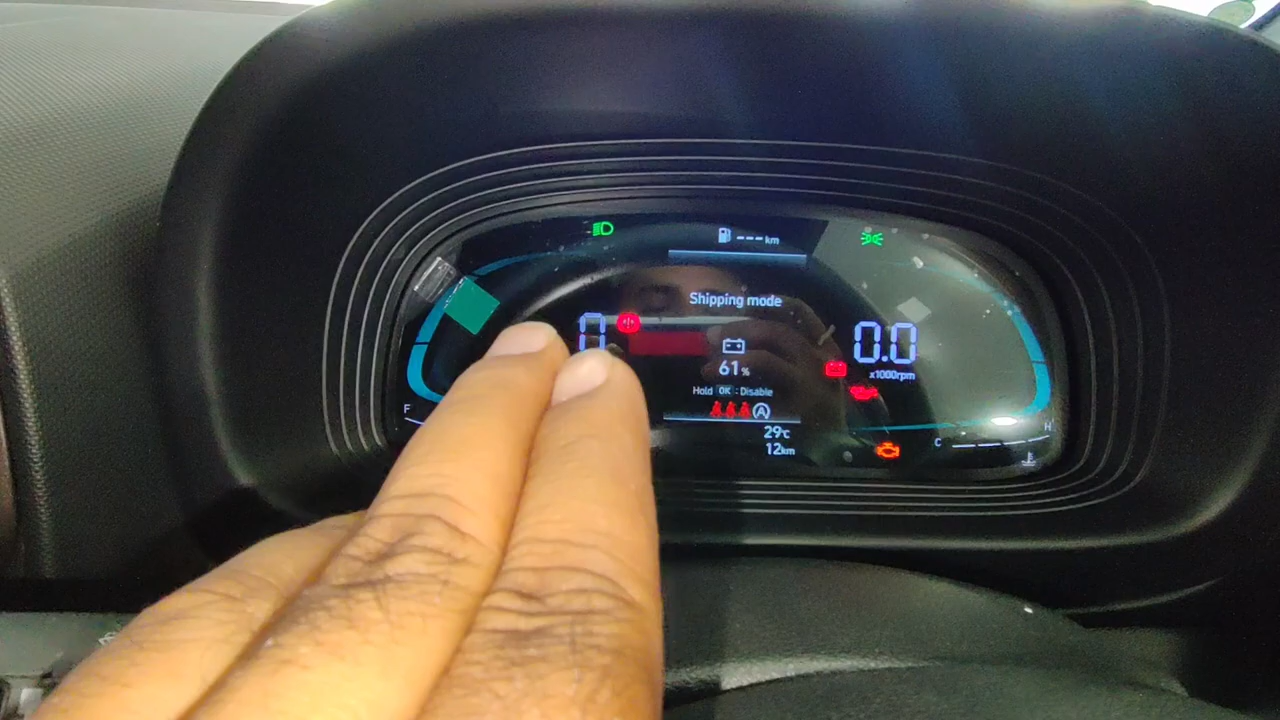 --- km
Shipping mode
0
0.0
x1000rpm
61%
Hold OK : Disable
A
F
29℃
C
H
12km